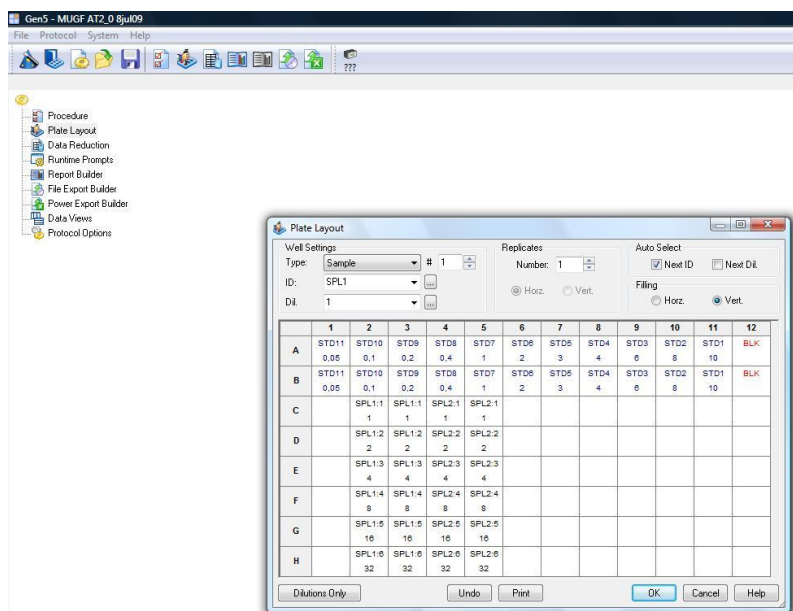 Gen5 - MUGF AT2_0 8jul09
File Protocol System Help
???
Procedure
Plate Layout
Data Reduction
Runtime Prompts
Report Builder
File Export Builder
Power Export Builder
Data Views
Protocol Options
Plate Layout
Well Settings Replicates Auto Select
Type: Sample # 1 Number: 1 Next ID Next Dil.
ID: SPL1 Horz. Vert. Filling
Dil. 1 Horz. Vert.
1 2 3 4 5 6 7 8 9 10 11 12
A STD11 STD10 STD9 STD8 STD7 STD6 STD5 STD4 STD3 STD2 STD1 BLK
0,05 0,1 0,2 0,4 1 2 3 4 6 8 10
B STD11 STD10 STD9 STD8 STD7 STD6 STD5 STD4 STD3 STD2 STD1 BLK
0,05 0,1 0,2 0,4 1 2 3 4 6 8 10
C SPL1:1 SPL1:1 SPL2:1 SPL2:1
1 1 1 1
D SPL1:2 SPL1:2 SPL2:2 SPL2:2
2 2 2 2
E SPL1:3 SPL1:3 SPL2:3 SPL2:3
4 4 4 4
F SPL1:4 SPL1:4 SPL2:4 SPL2:4
8 8 8 8
G SPL1:5 SPL1:5 SPL2:5 SPL2:5
16 16 16 16
H SPL1:6 SPL1:6 SPL2:6 SPL2:6
32 32 32 32
Dilutions Only Undo Print OK Cancel Help